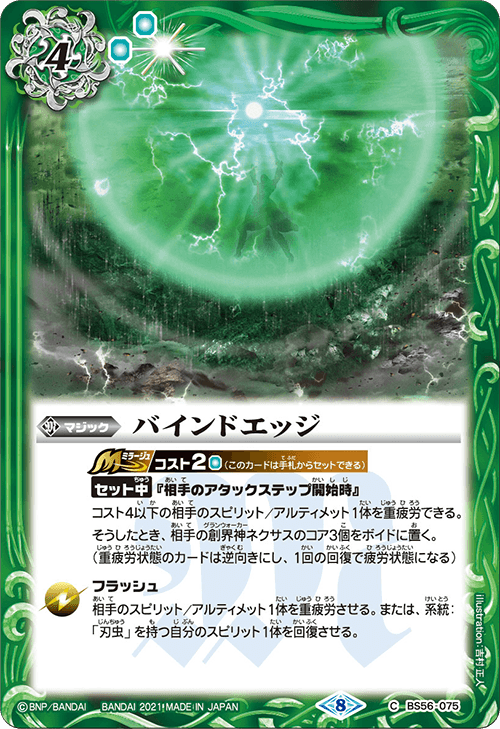 4
マジック バインドエッジ
ミラージュ コスト2(このカードは手札からセットできる)
セット中『相手のアタックステップ開始時』
コスト4以下の相手のスピリット／アルティメット1体を重疲労できる。
そうしたとき、相手の創界神ネクサスのコア3個をボイドに置く。
（重疲労状態のカードは逆向きにし、1回の回復で疲労状態になる）
フラッシュ
相手のスピリット／アルティメット1体を重疲労させる。または、系統：
「刃虫」を持つ自分のスピリット1体を回復させる。
illustration:吉村 正人
©BNP/BANDAI BANDAI 2021 MADE IN JAPAN 8 C BS56-075